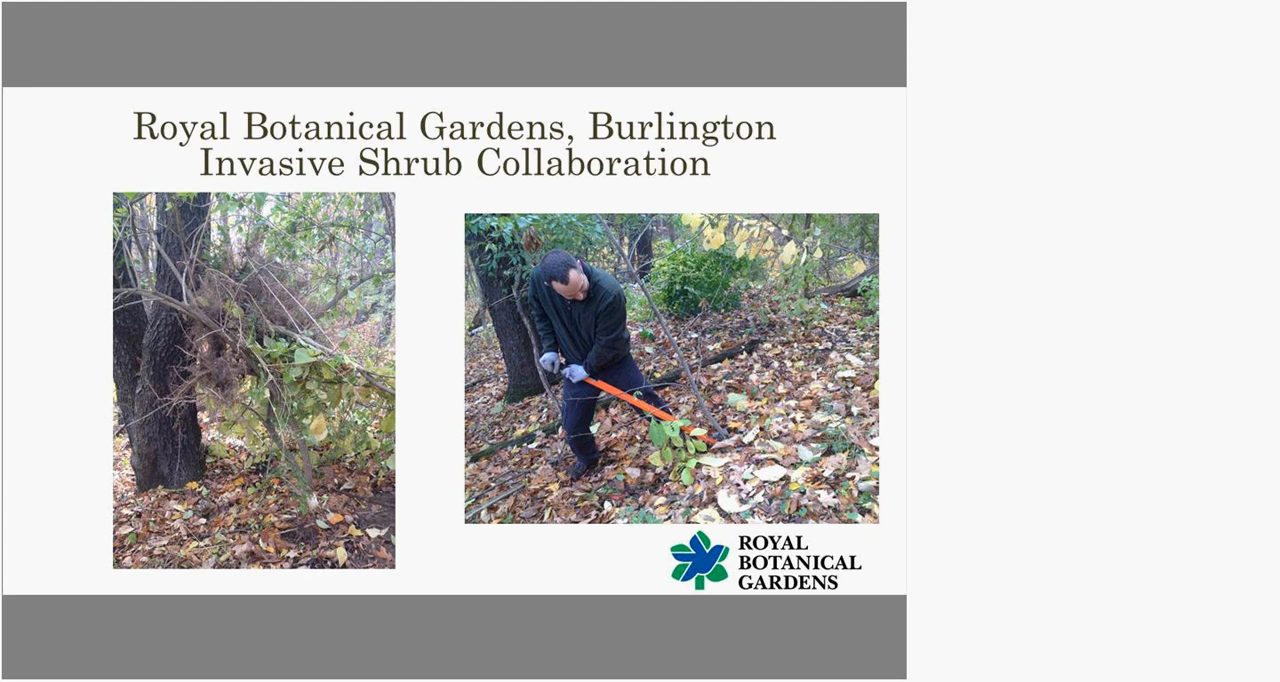 Royal Botanical Gardens, Burlington
Invasive Shrub Collaboration
ROYAL
BOTANICAL
GARDENS